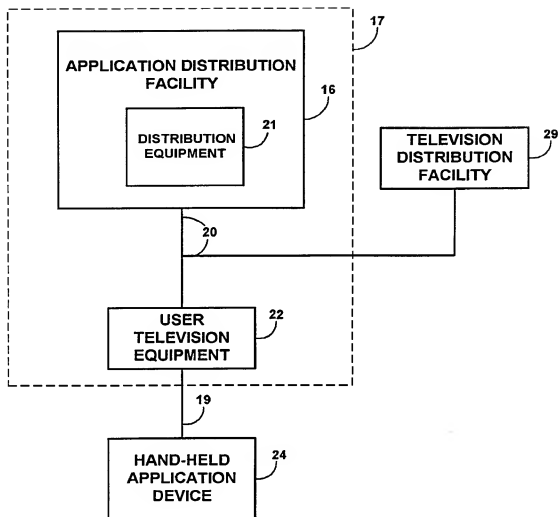 17
APPLICATION DISTRIBUTION
FACILITY
16
21
DISTRIBUTION
EQUIPMENT
29
TELEVISION
DISTRIBUTION
FACILITY
20
22
USER
TELEVISION
EQUIPMENT
19
24
HAND-HELD
APPLICATION
DEVICE